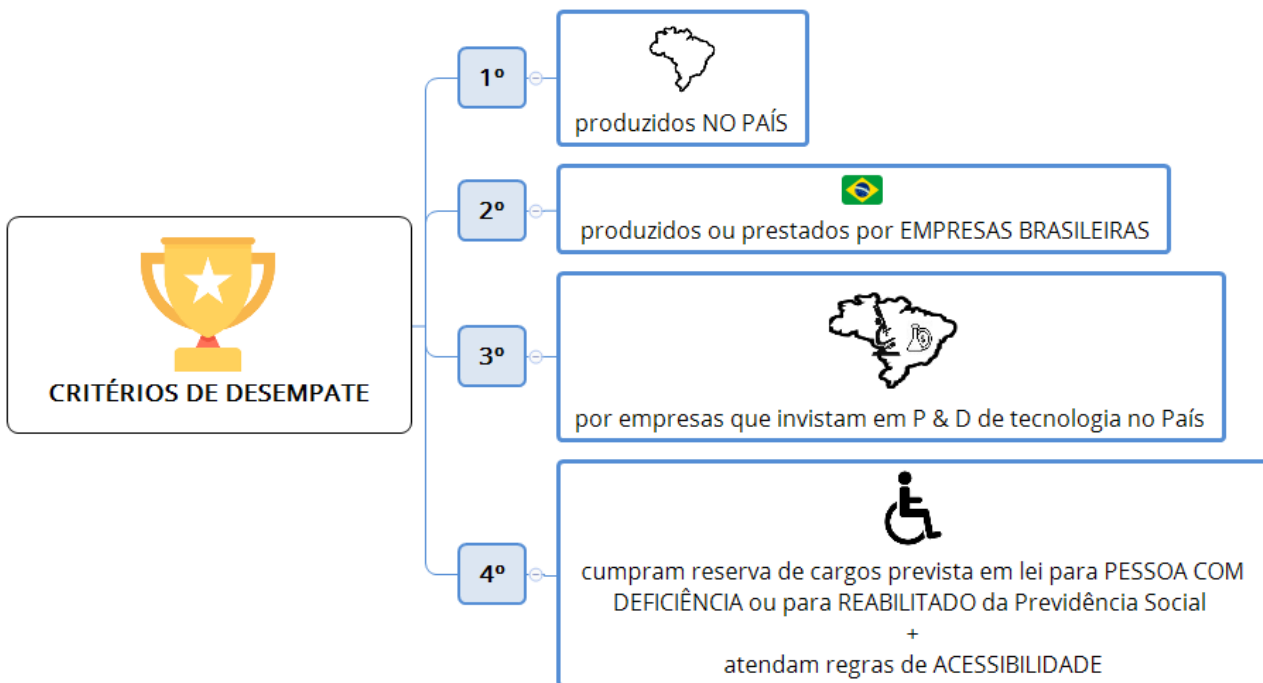 CRITÉRIOS DE DESEMPATE
1º
produzidos NO PAÍS
2º
produzidos ou prestados por EMPRESAS BRASILEIRAS
3º
por empresas que invistam em P & D de tecnologia no País
4º
cumpram reserva de cargos prevista em lei para PESSOA COM
DEFICIÊNCIA ou para REABILITADO da Previdência Social
+
atendam regras de ACESSIBILIDADE